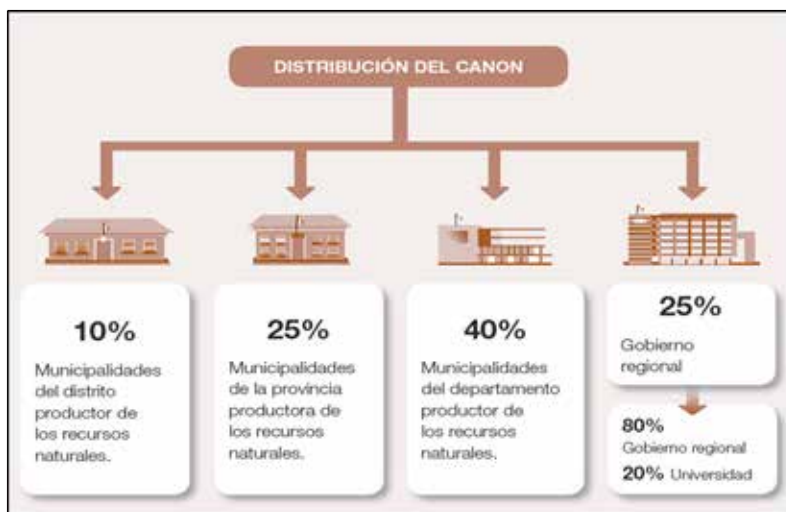 DISTRIBUCIÓN DEL CANON
10%
Municipalidades
del distrito
productor de
los recursos
naturales.
25%
Municipalidades
de la provincia
productora de
los recursos
naturales.
40%
Municipalidades
del departamento
productor de
los recursos
naturales.
25%
Gobierno
regional
80%
Gobierno regional
20% Universidad